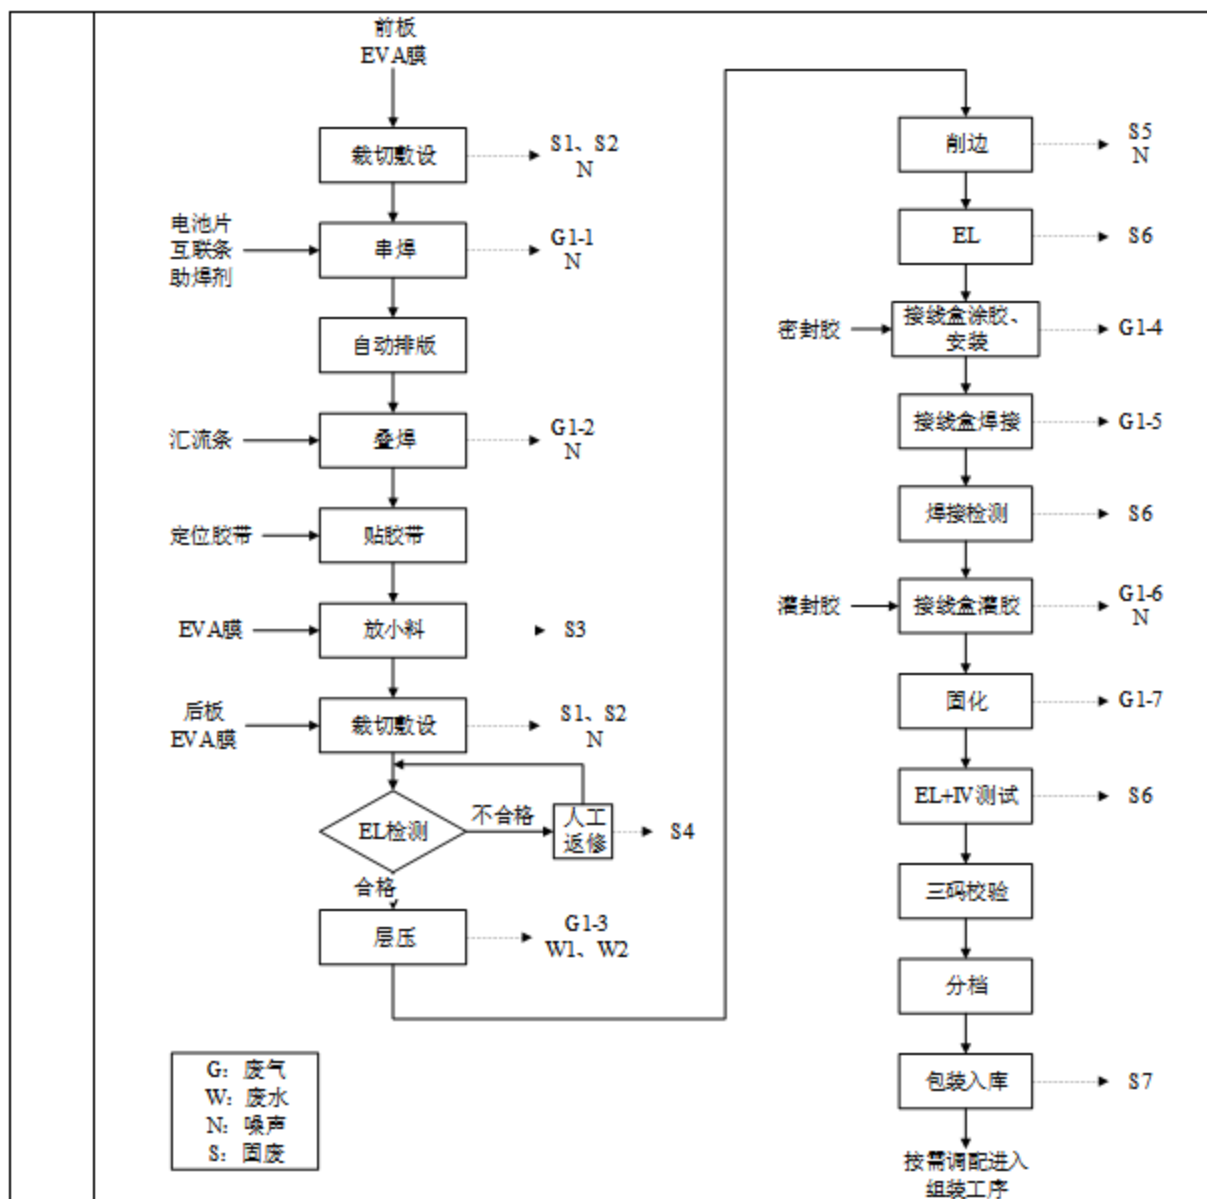 前板
EVA膜
裁切敷设
S1、S2
N
电池片
互联条
助焊剂
串焊
G1-1
N
自动排版
汇流条
叠焊
G1-2
N
定位胶带
贴胶带
EVA膜
放小料
S3
后板
EVA膜
裁切敷设
S1、S2
N
EL检测
不合格
人工
返修
S4
合格
层压
G1-3
W1、W2
削边
S5
N
EL
S6
密封胶
接线盒涂胶、
安装
G1-4
接线盒焊接
G1-5
焊接检测
S6
灌封胶
接线盒灌胶
G1-6
N
固化
G1-7
EL+IV测试
S6
三码校验
分档
包装入库
S7
按需调配进入
组装工序
G：废气
W：废水
N：噪声
S：固废